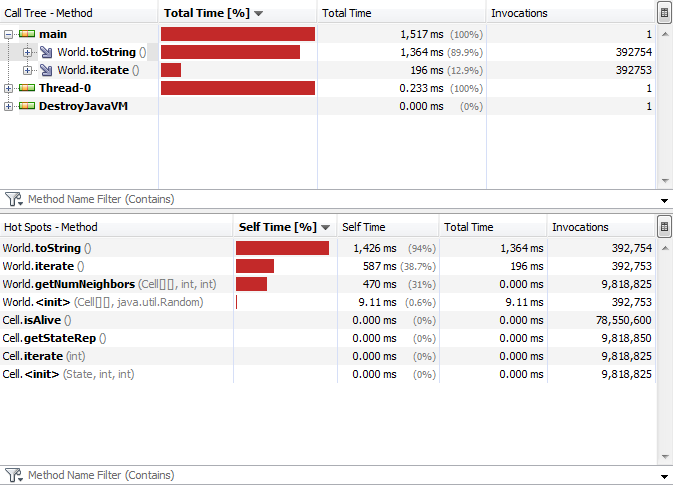 Call Tree - Method Total Time [%] Total Time Invocations
main 1,517 ms (100%) 1
World.toString () 1,364 ms (89.9%) 392754
World.iterate () 196 ms (12.9%) 392753
Thread-0 0.233 ms (100%) 1
DestroyJavaVM 0.000 ms (0%) 1
Method Name Filter (Contains)
Hot Spots - Method Self Time [%] Self Time Total Time Invocations
World.toString () 1,426 ms (94%) 1,364 ms 392,754
World.iterate () 587 ms (38.7%) 196 ms 392,753
World.getNumNeighbors (Cell[][], int, int) 470 ms (31%) 0.000 ms 9,818,825
World.<init> (Cell[][], java.util.Random) 9.11 ms (0.6%) 9.11 ms 392,753
Cell.isAlive () 0.000 ms (0%) 0.000 ms 78,550,600
Cell.getStateRep () 0.000 ms (0%) 0.000 ms 9,818,850
Cell.iterate (int) 0.000 ms (0%) 0.000 ms 9,818,825
Cell.<init> (State, int, int) 0.000 ms (0%) 0.000 ms 9,818,825
Method Name Filter (Contains)